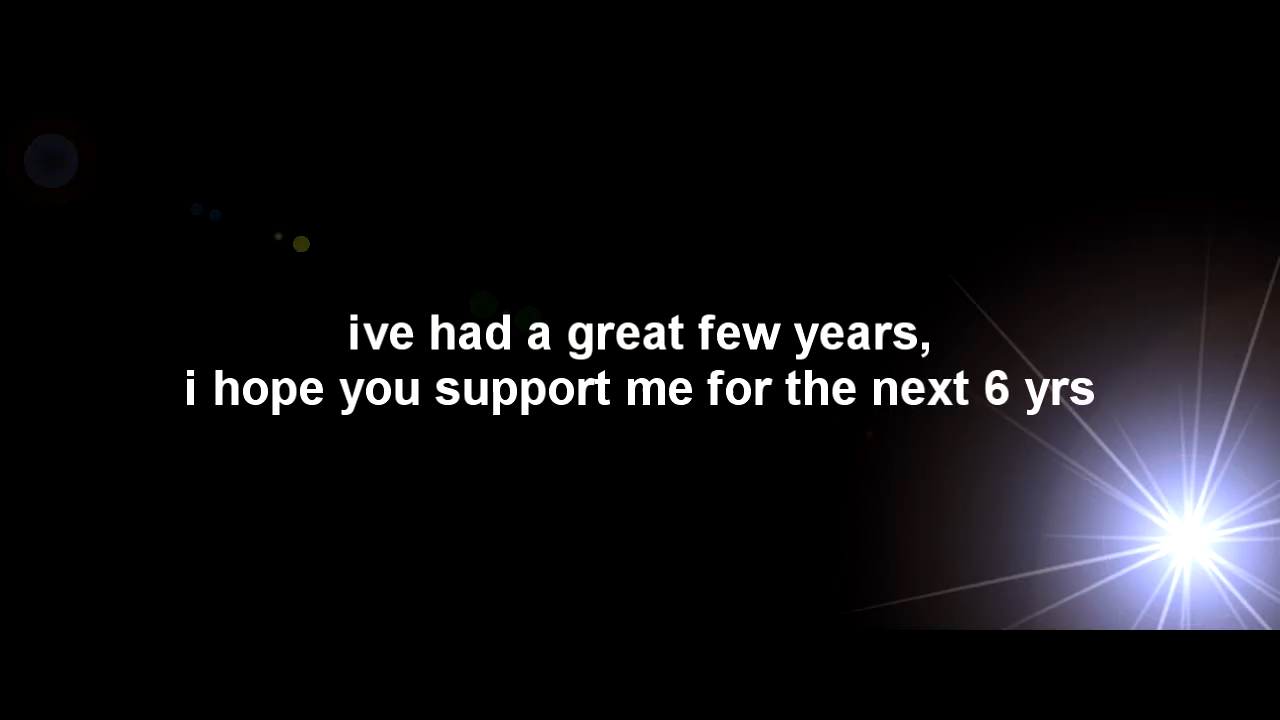 ive had a great few years,
i hope you support me for the next 6 yrs